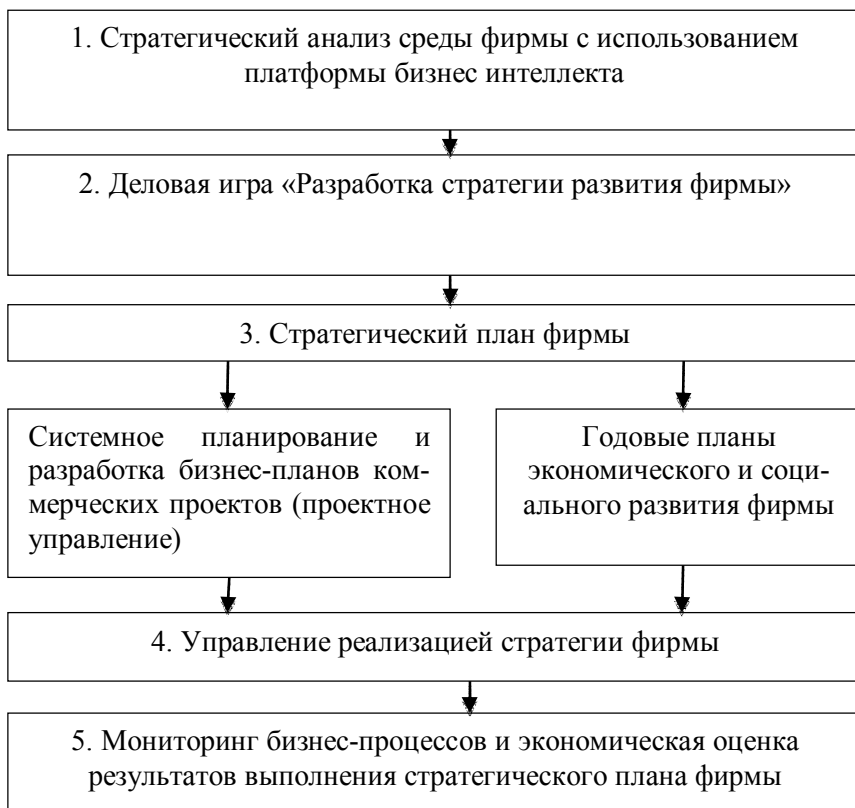 1. Стратегический анализ среды фирмы с использованием
платформы бизнес интеллекта
2. Деловая игра «Разработка стратегии развития фирмы»
3. Стратегический план фирмы
Системное планирование и
разработка бизнес-планов ком-
мерческих проектов (проектное
управление)
Годовые планы
экономического и соци-
ального развития фирмы
4. Управление реализацией стратегии фирмы
5. Мониторинг бизнес-процессов и экономическая оценка
результатов выполнения стратегического плана фирмы